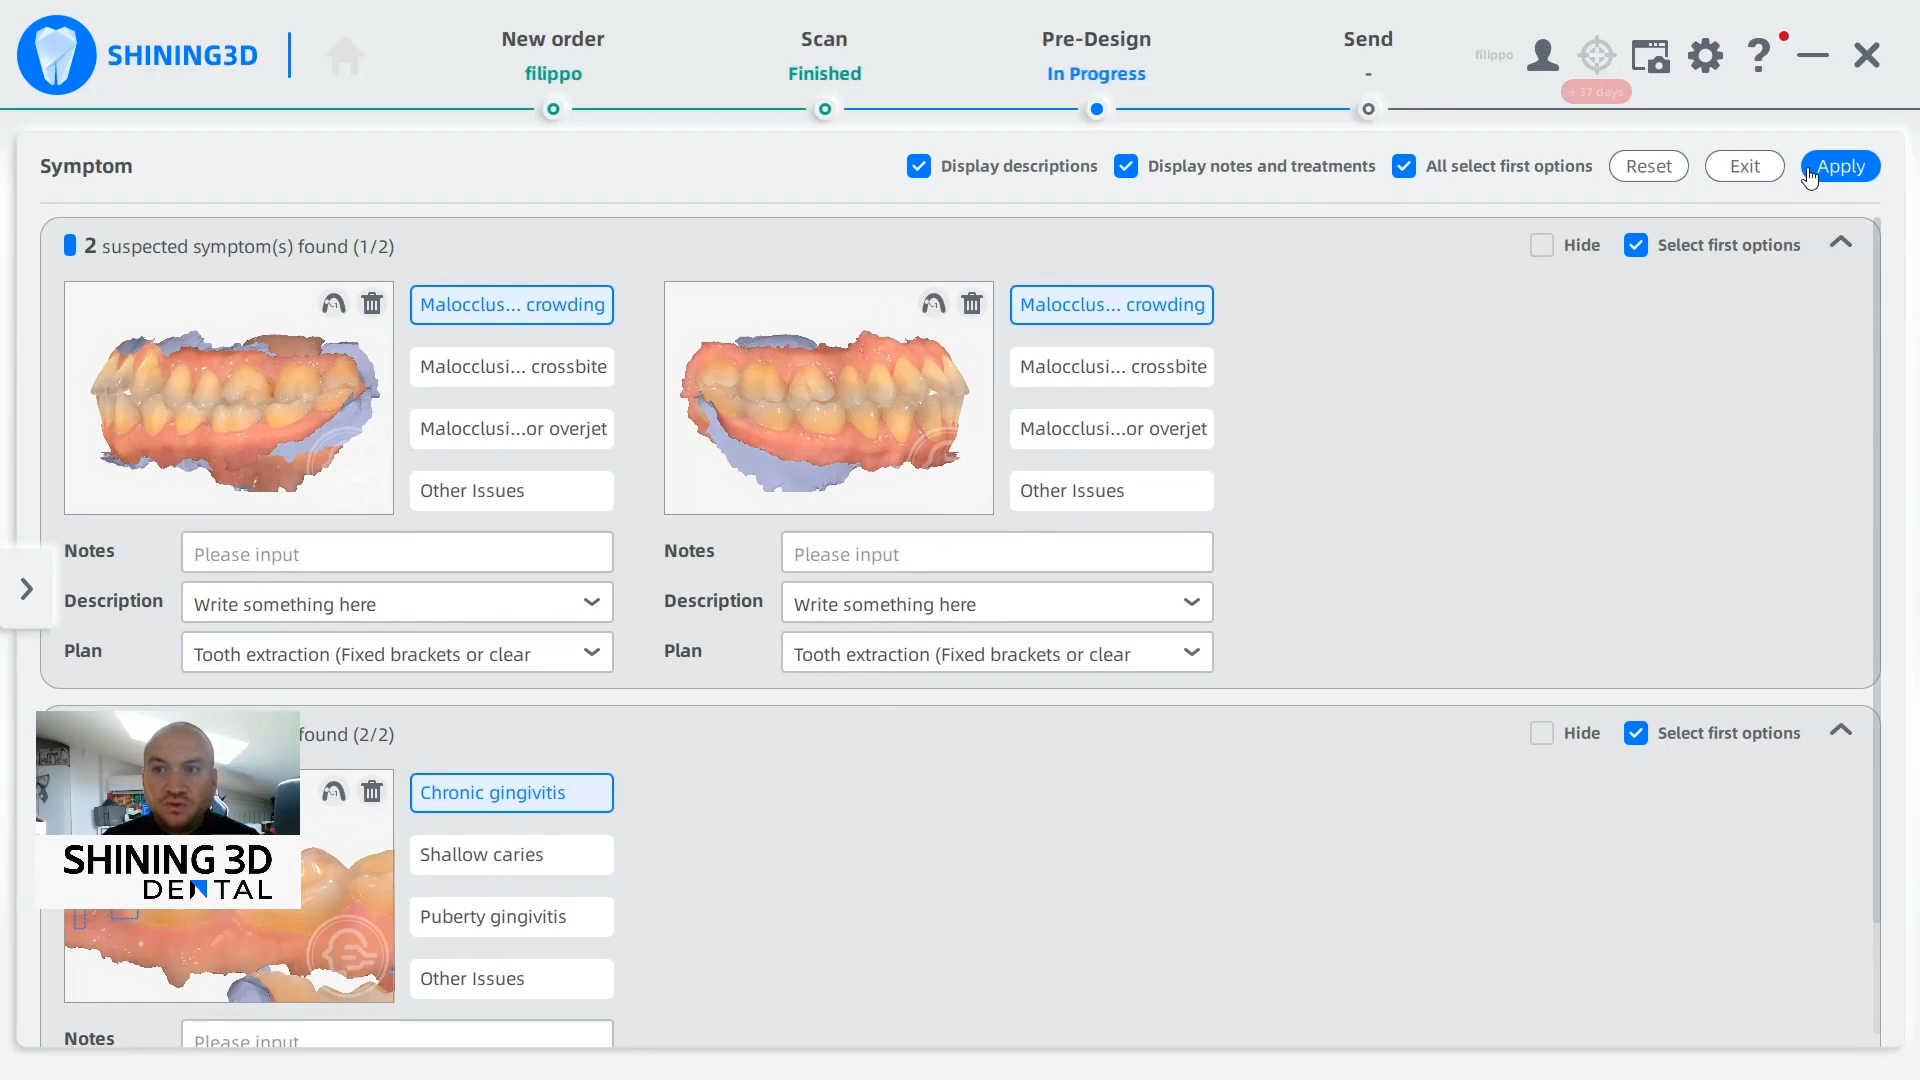 SHINING3D
New order
filippo
Scan
Finished
Pre-Design
In Progress
Send
-
filippo
+ 37 days
Symptom
Display descriptions
Display notes and treatments
All select first options
Reset
Exit
Apply
2 suspected symptom(s) found (1/2)
Hide
Select first options
Malocclus... crowding
Malocclusi... crossbite
Malocclusi...or overjet
Other Issues
Malocclus... crowding
Malocclusi... crossbite
Malocclusi...or overjet
Other Issues
Notes
Please input
Description
Write something here
Plan
Tooth extraction (Fixed brackets or clear
Notes
Please input
Description
Write something here
Plan
Tooth extraction (Fixed brackets or clear
found (2/2)
Hide
Select first options
Chronic gingivitis
Shallow caries
Puberty gingivitis
Other Issues
SHINING 3D
DENTAL
Notes
Please input